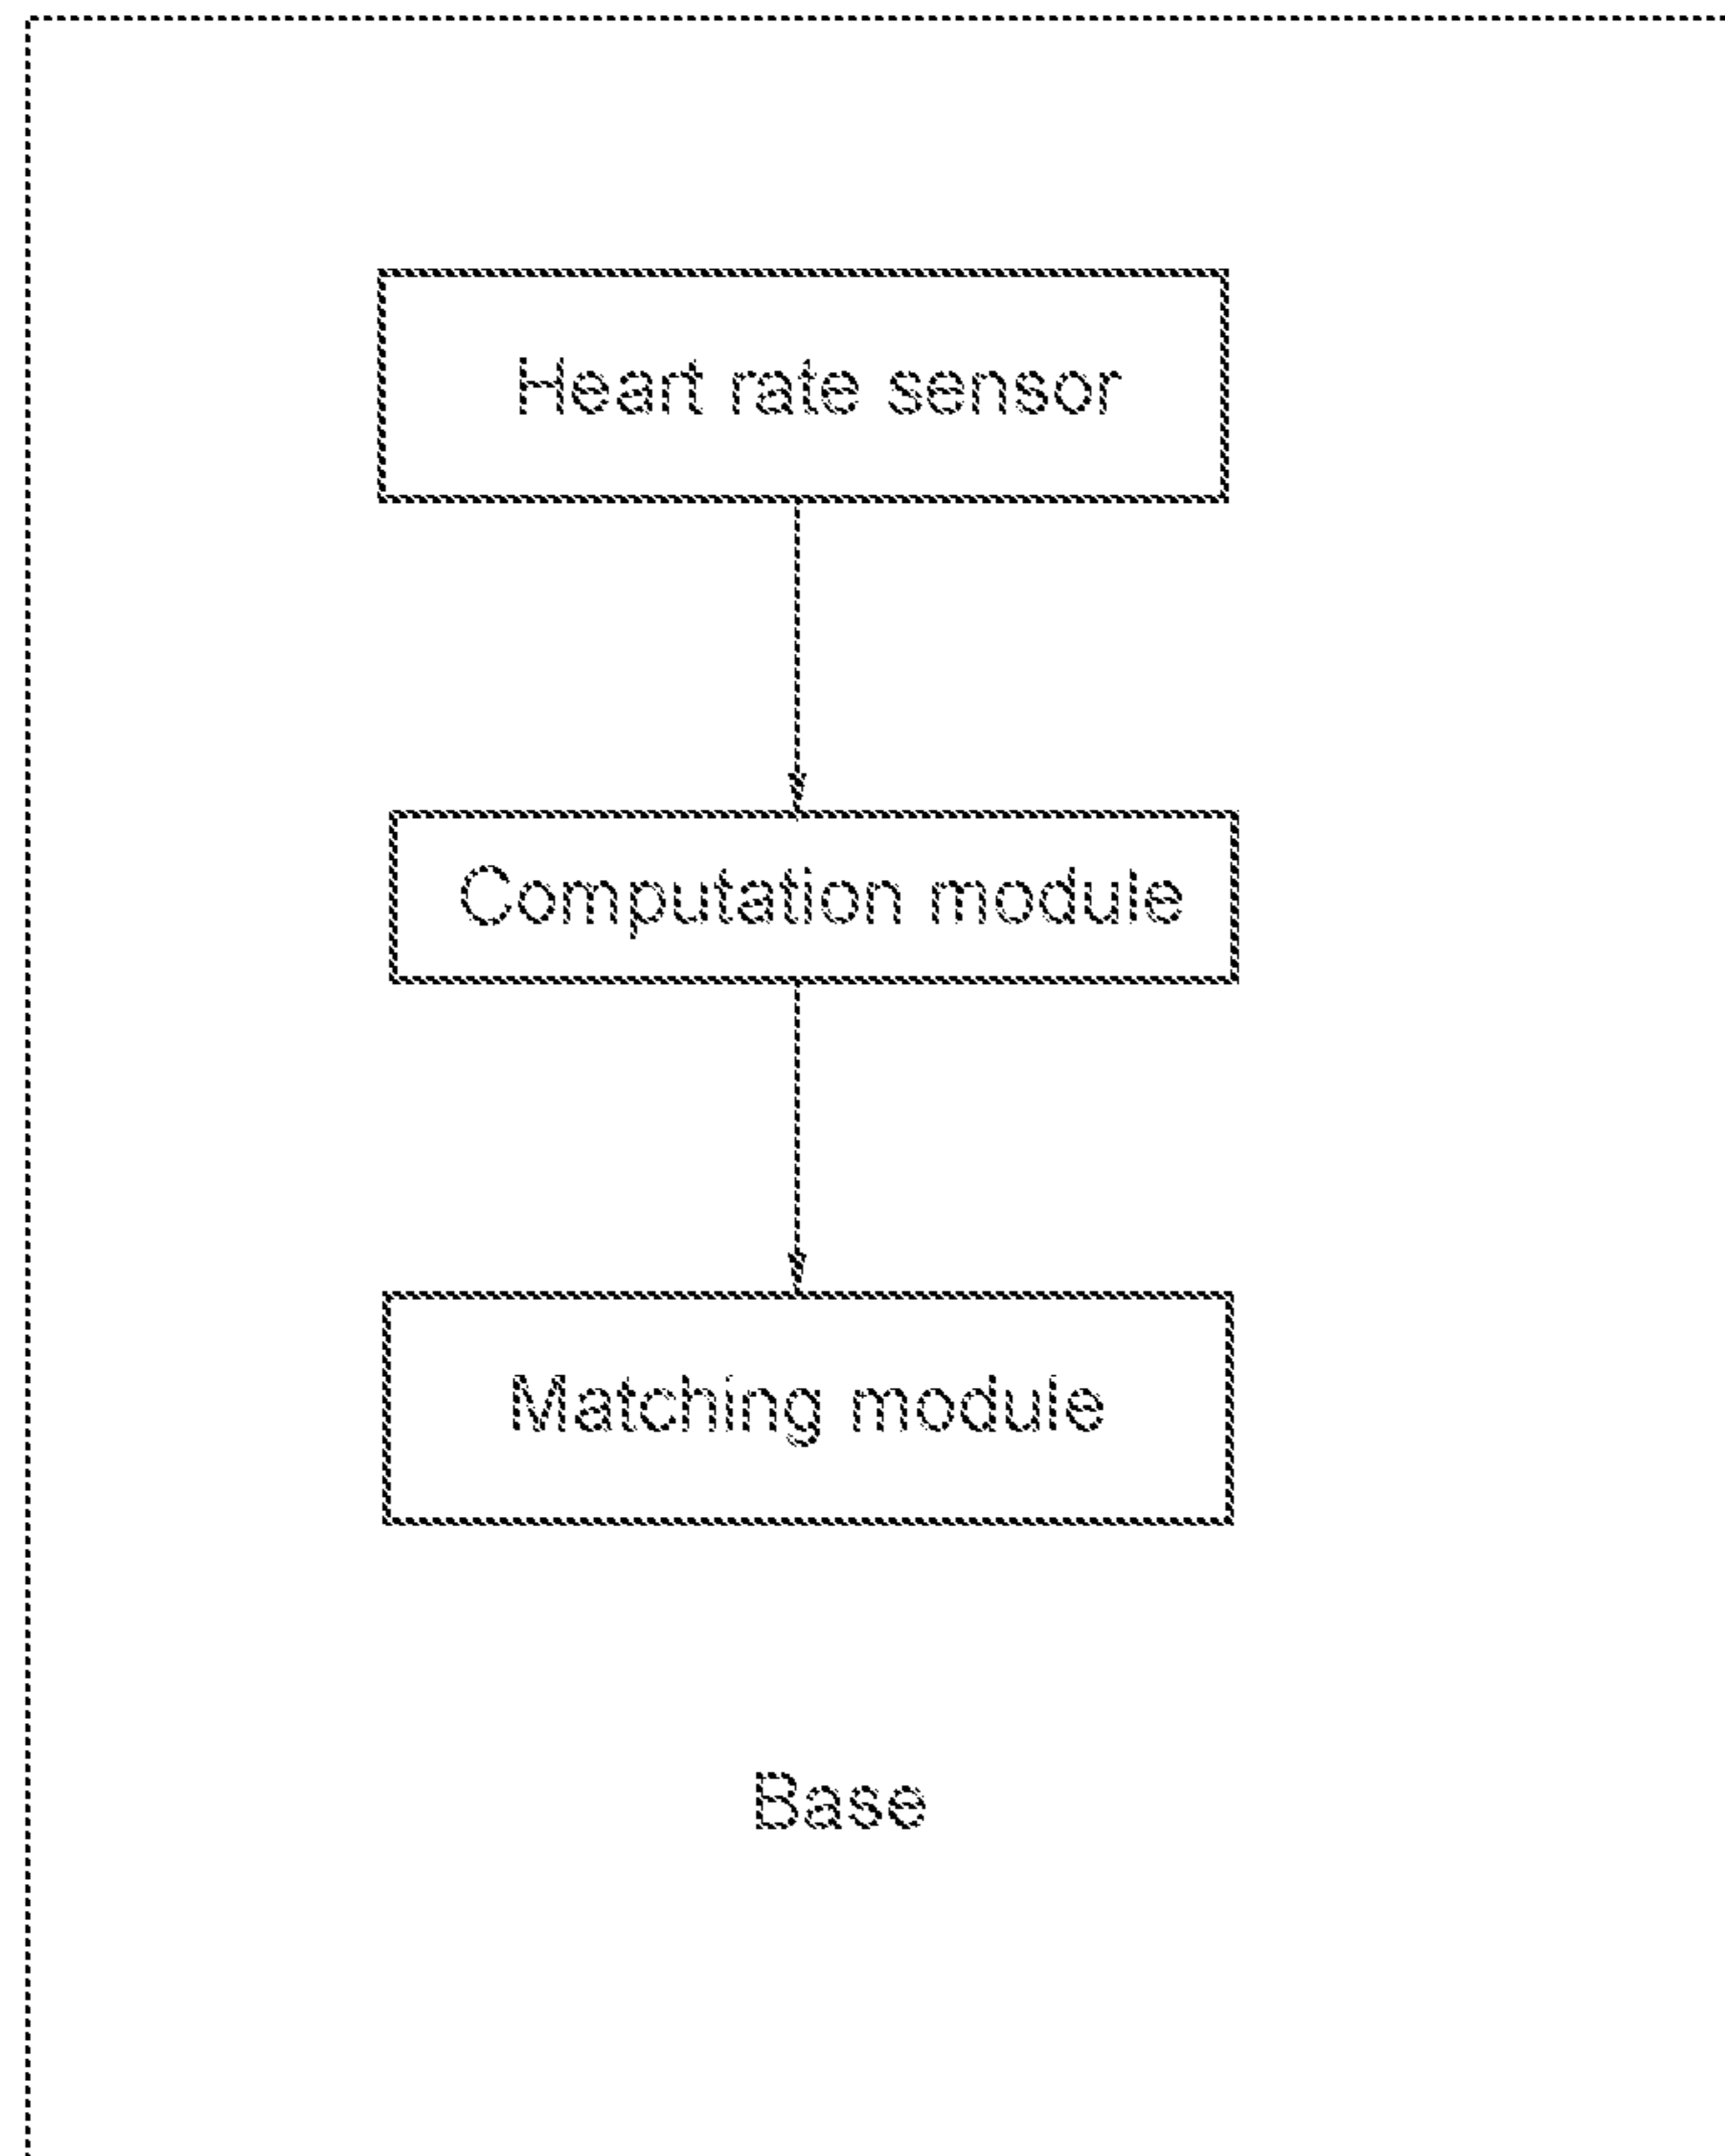 Heart rate sensor
Computation module
Matching module
Base